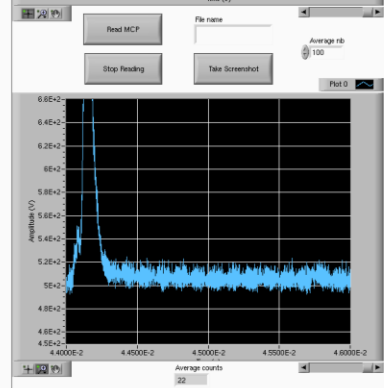 File name
Read MCP
Average nb
100
Stop Reading
Take Screenshot
Plot 0
6.6E+2
6.4E+2
6.2E+2
6E+2
5.8E+2
5.6E+2
5.4E+2
5.2E+2
5E+2
4.8E+2
4.6E+2
4.5E+2
Amplitude (V)
4.4000E-2
4.4500E-2
4.5000E-2
4.5500E-2
4.6000E-2
Average counts
22